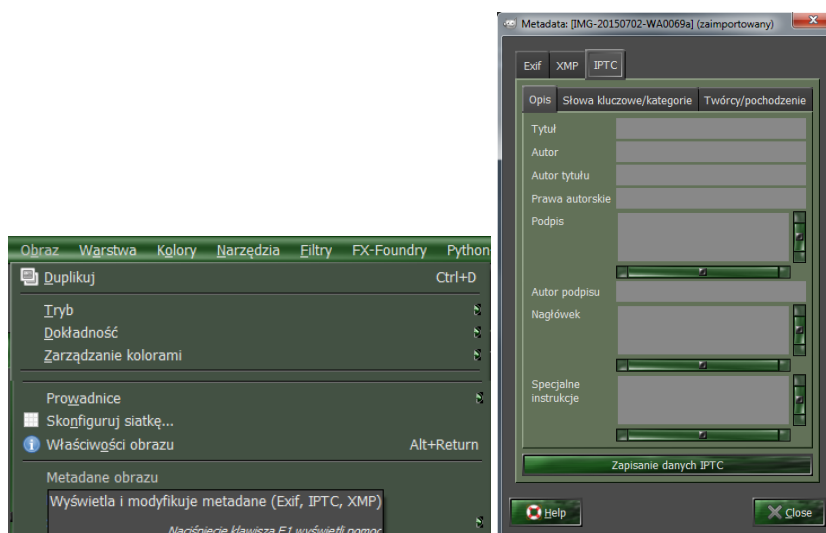 Obraz Warstwa Kolory Narzędzia Filtry FX-Foundry Python
Duplikuj Ctrl+D
Tryb
Dokładność
Zarządzanie kolorami
Prowadnice
Skonfiguruj siatkę...
Właściwości obrazu Alt+Return
Metadane obrazu
Wyświetla i modyfikuje metadane (Exif, IPTC, XMP)
Naciśnięcie klawisza F1 wyświetli pomoc
Metadata: [IMG-20150702-WA0069a] (zaimportowany)
Exif XMP IPTC
Opis Słowa kluczowe/kategorie Twórcy/pochodzenie
Tytuł
Autor
Autor tytułu
Prawa autorskie
Podpis
Autor podpisu
Nagłówek
Specjalne
instrukcje
Zapisanie danych IPTC
Help Close